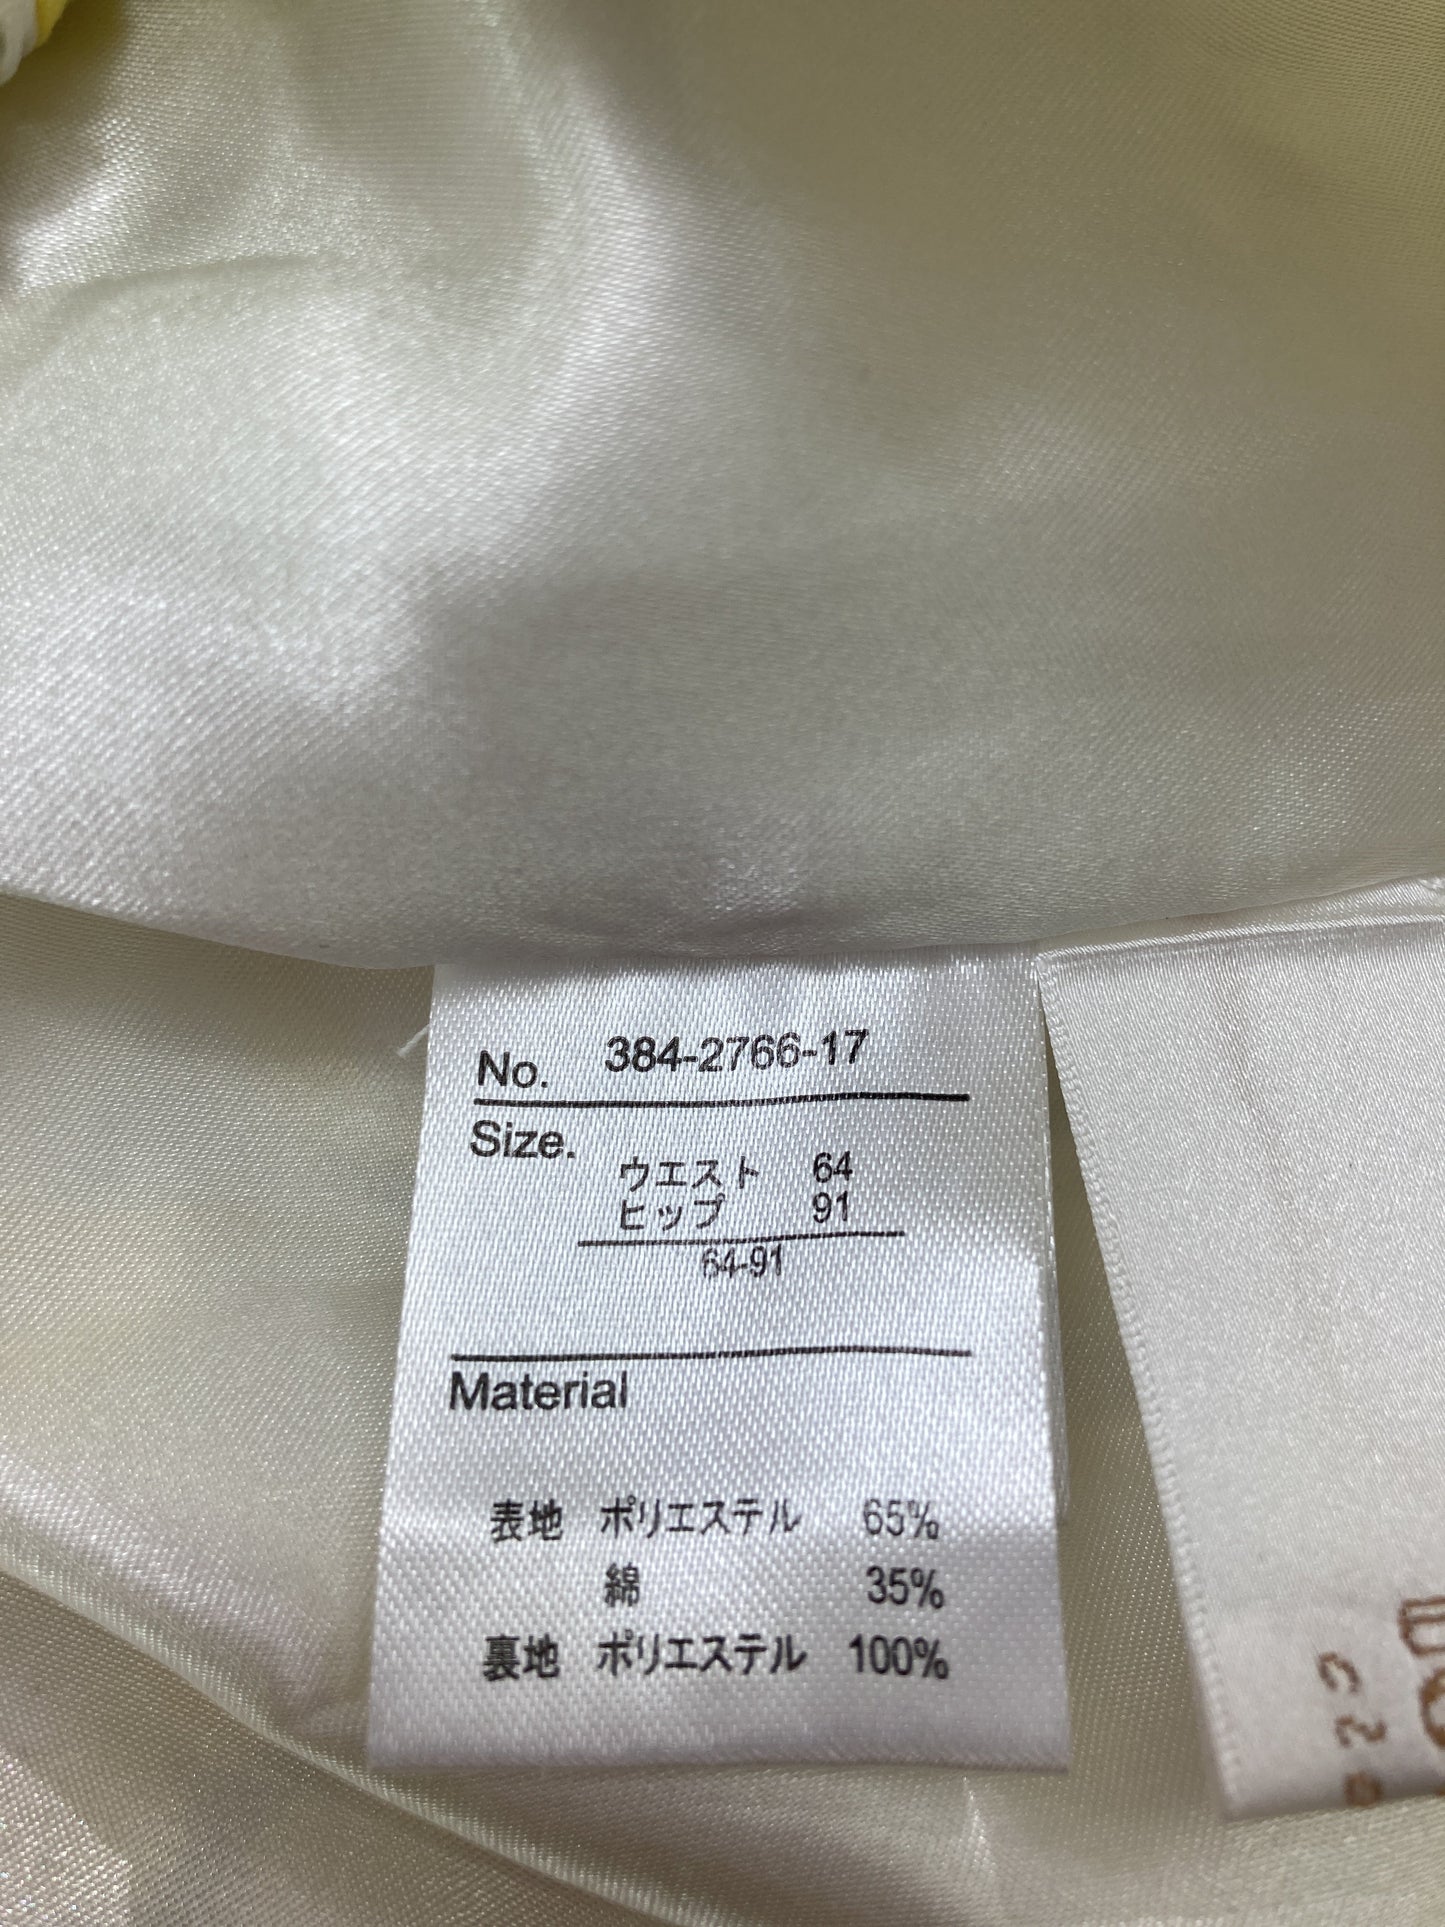 No. 384-2766-17
Size.
ウエスト 64
ヒップ 91
64-91
Material
表地 ポリエステル 65%
綿 35%
裏地 ポリエステル 100%